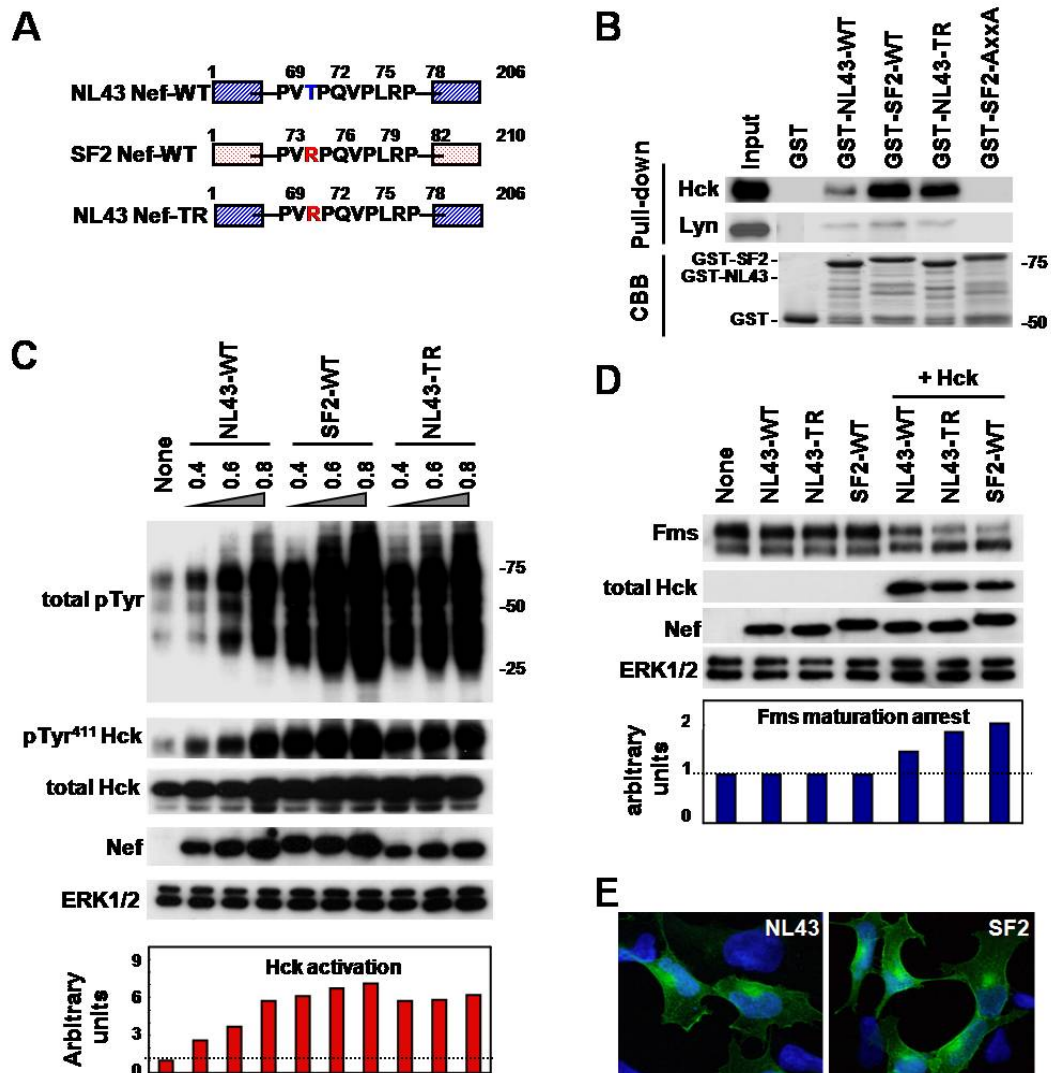 A
1 69 72 75 78 206
NL43 Nef-WT PVTPQVPLRP
1 73 76 79 82 210
SF2 Nef-WT PVRPQVPLRP
1 69 72 75 78 206
NL43 Nef-TR PVRPQVPLRP
B
Input GST GST-NL43-WT GST-SF2-WT GST-NL43-TR GST-SF2-AxxA
Pull-down
Hck
Lyn
CBB
GST-SF2 -
GST-NL43 -
GST -
-75
-50
C
NL43-WT SF2-WT NL43-TR
None 0.4 0.6 0.8 0.4 0.6 0.8 0.4 0.6 0.8
total pTyr
-75
-50
-25
pTyr⁴¹¹ Hck
total Hck
Nef
ERK1/2
Hck activation
Arbitrary units
9
6
3
0
D
+ Hck
None NL43-WT NL43-TR SF2-WT NL43-WT NL43-TR SF2-WT
Fms
total Hck
Nef
ERK1/2
Fms maturation arrest
arbitrary units
2
1
0
E
NL43
SF2